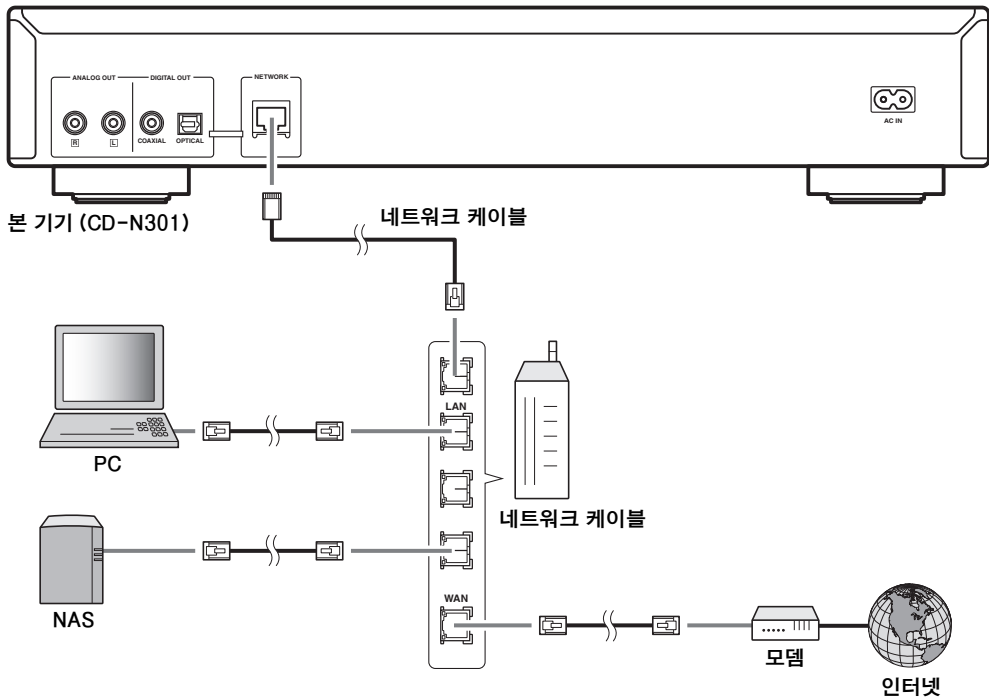 ANALOG OUT
DIGITAL OUT
NETWORK
R
L
COAXIAL
OPTICAL
AC IN
본 기기 (CD-N301)
네트워크 케이블
LAN
PC
네트워크 케이블
NAS
WAN
모뎀
인터넷